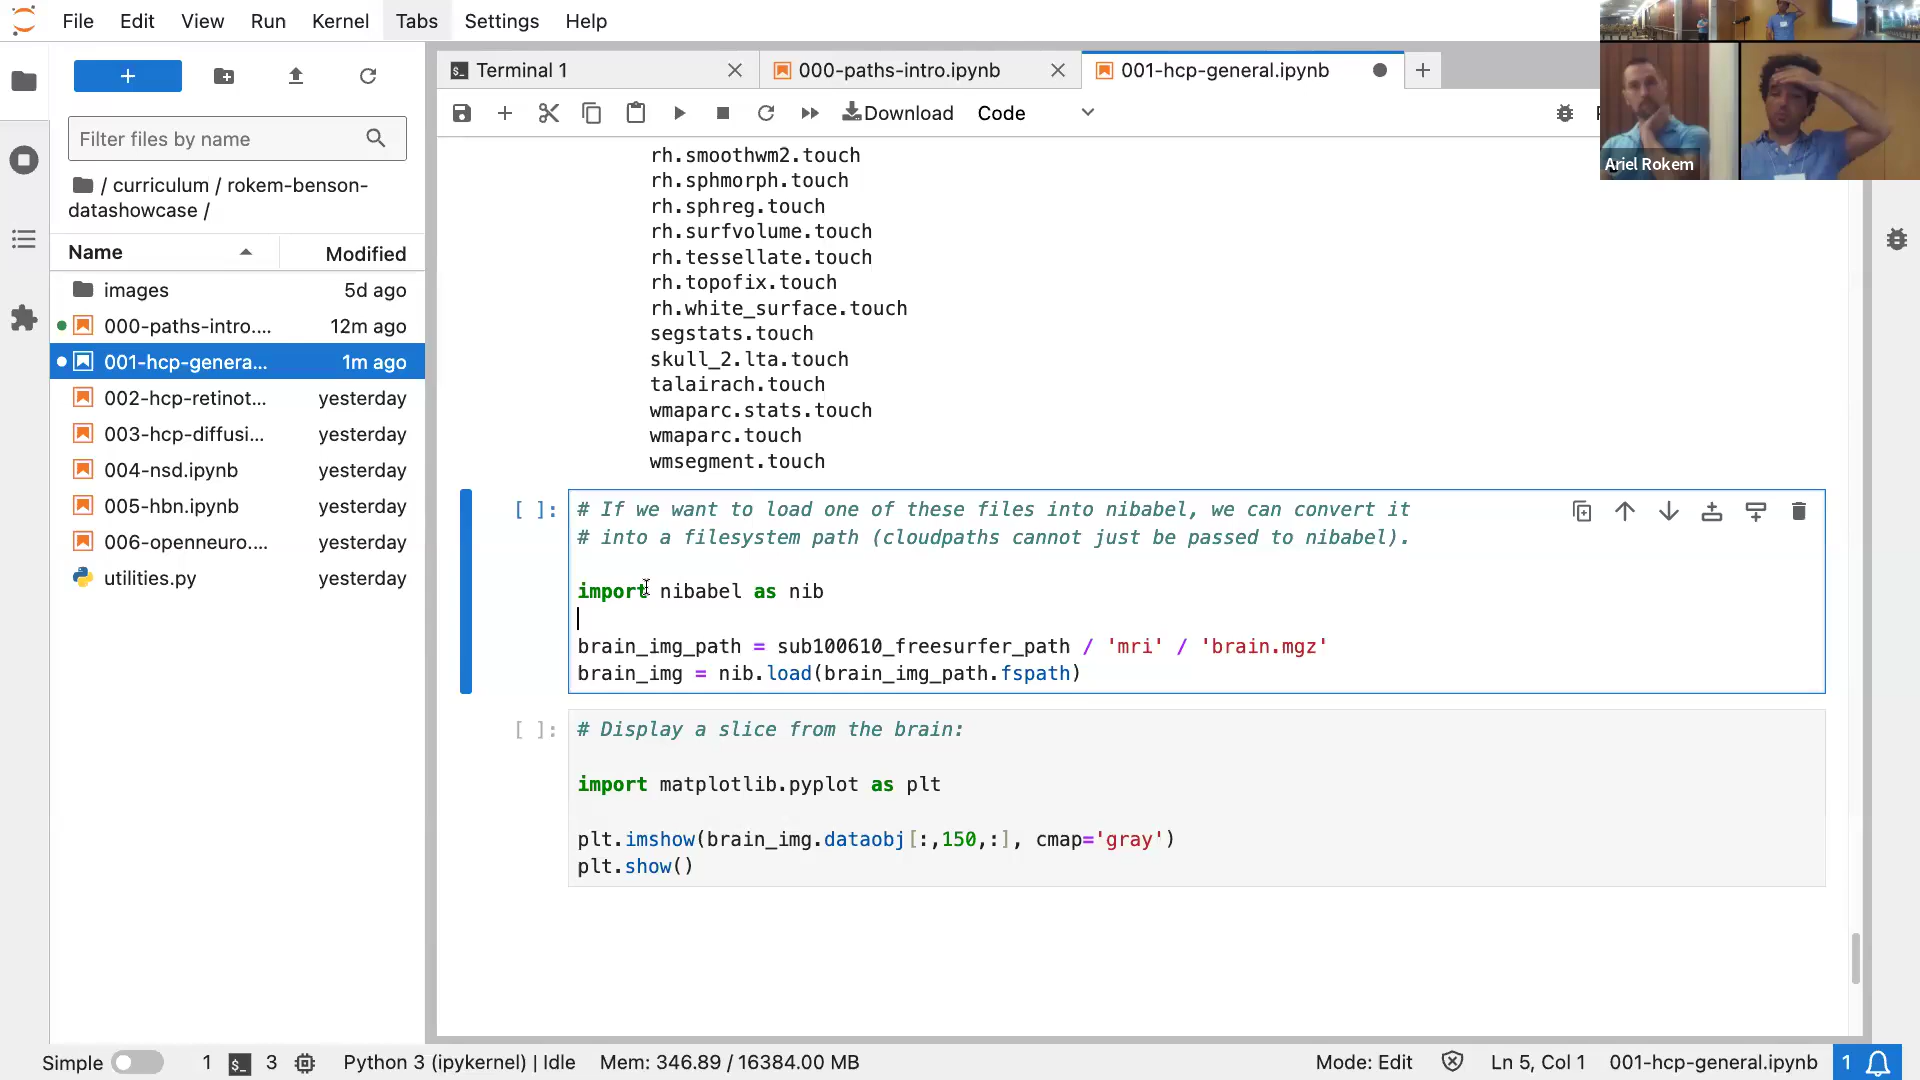 File Edit View Run Kernel Tabs Settings Help
Terminal 1
000-paths-intro.ipynb
001-hcp-general.ipynb
Download
Code
Filter files by name
/ curriculum / rokem-benson-
datashowcase /
Name Modified
images 5d ago
000-paths-intro.... 12m ago
001-hcp-genera... 1m ago
002-hcp-retinot... yesterday
003-hcp-diffusi... yesterday
004-nsd.ipynb yesterday
005-hbn.ipynb yesterday
006-openneuro.... yesterday
utilities.py yesterday
Ariel Rokem
rh.smoothwm2.touch
rh.sphmorph.touch
rh.sphreg.touch
rh.surfvolume.touch
rh.tessellate.touch
rh.topofix.touch
rh.white_surface.touch
segstats.touch
skull_2.lta.touch
talairach.touch
wmaparc.stats.touch
wmaparc.touch
wmsegment.touch
[ ]:
# If we want to load one of these files into nibabel, we can convert it
# into a filesystem path (cloudpaths cannot just be passed to nibabel).
import nibabel as nib
brain_img_path = sub100610_freesurfer_path / 'mri' / 'brain.mgz'
brain_img = nib.load(brain_img_path.fspath)
[ ]:
# Display a slice from the brain:
import matplotlib.pyplot as plt
plt.imshow(brain_img.dataobj[:,150,:], cmap='gray')
plt.show()
Simple 1 $_ 3 Python 3 (ipykernel) | Idle Mem: 346.89 / 16384.00 MB Mode: Edit Ln 5, Col 1 001-hcp-general.ipynb 1